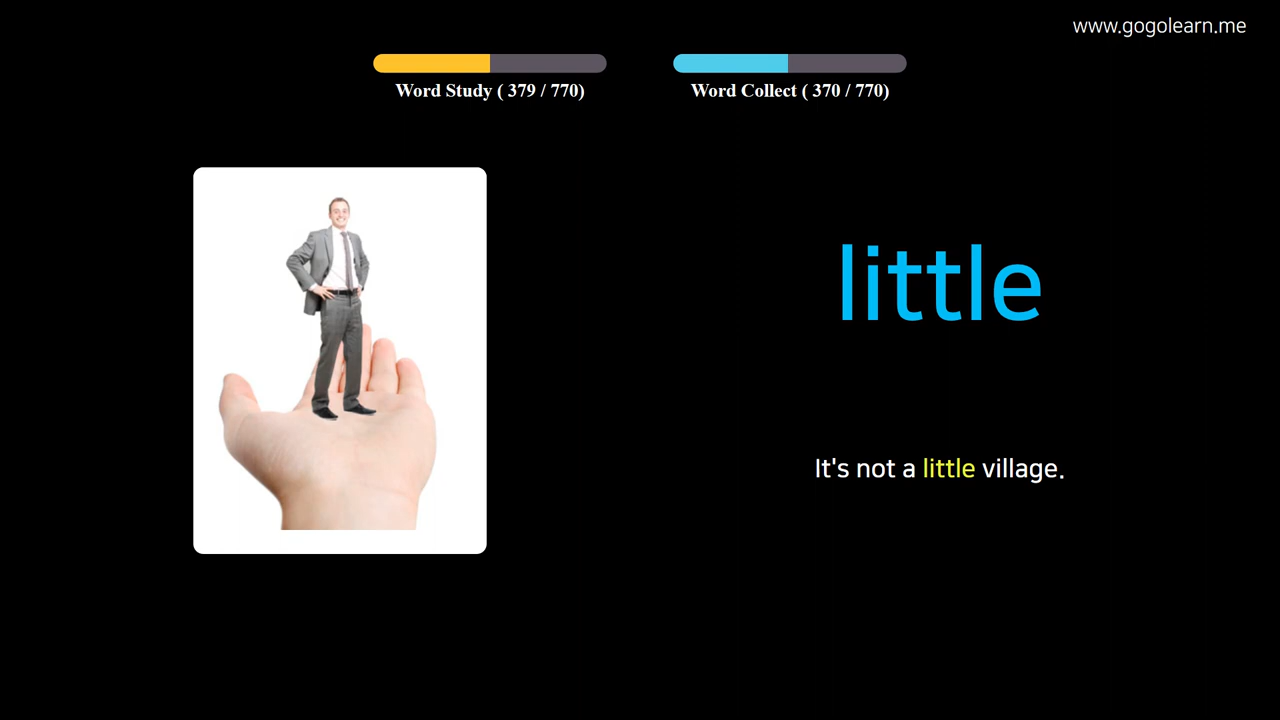 www.gogolearn.me
Word Study ( 379 / 770)
Word Collect ( 370 / 770)
little
It's not a little village.